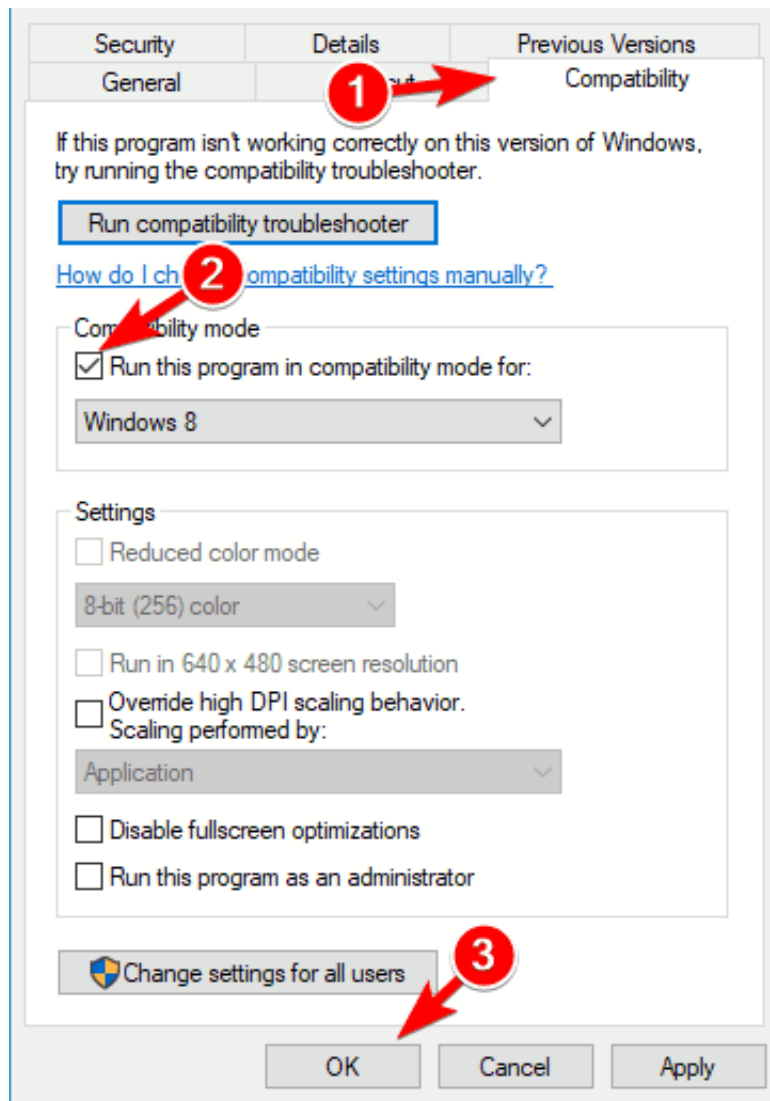 Security Details Previous Versions
General Compatibility
1
If this program isn't working correctly on this version of Windows,
try running the compatibility troubleshooter.
Run compatibility troubleshooter
How do I ompatibility settings manually?
2
mode
Run this program in compatibility mode for:
Windows 8
Settings
Reduced color mode
8-bit (256) color
Run in 640 x 480 screen resolution
Override high DPI scaling behavior.
Scaling performed by:
Application
Disable fullscreen optimizations
Run this program as an administrator
Change settings for all users
3
OK Cancel Apply